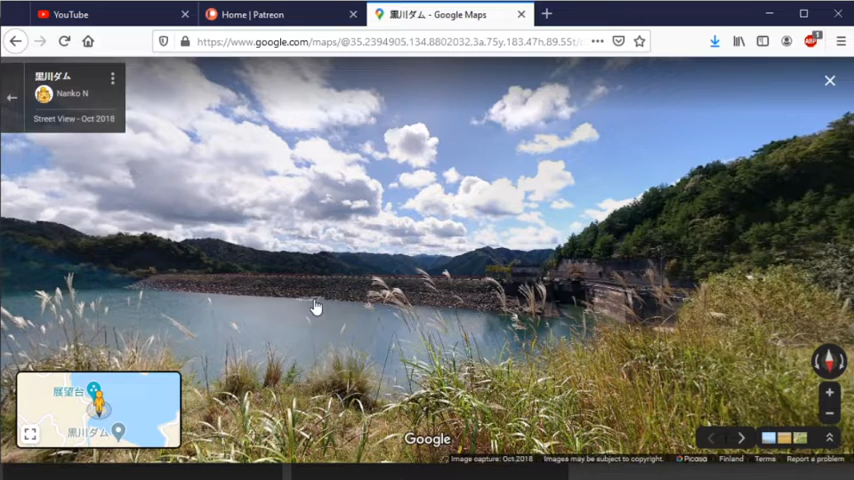 YouTube
Home | Patreon
黒川ダム - Google Maps
https://www.google.com/maps/@35.2394905,134.8802032,3a,75y,183.47h,89.55t/
1
黒川ダム
Nanko N
Street View - Oct 2018
展望台
黒川ダム
Google
Image capture: Oct 2018
Images may be subject to copyright.
Picasa
Finland
Terms
Report a problem